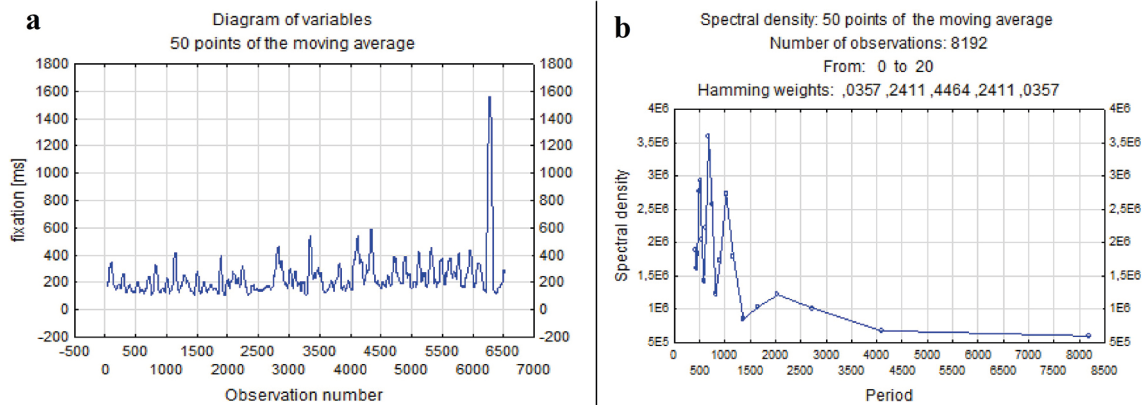 a
Diagram of variables
50 points of the moving average
1800 1800
1600 1600
1400 1400
1200 1200
1000 1000
800 800
600 600
400 400
200 200
0 0
-200 -200
fixation [ms]
-500 500 1500 2500 3500 4500 5500 6500
0 1000 2000 3000 4000 5000 6000 7000
Observation number
b
Spectral density: 50 points of the moving average
Number of observations: 8192
From: 0 to 20
Hamming weights: ,0357 ,2411 ,4464 ,2411 ,0357
4E6 4E6
3,5E6 3,5E6
3E6 3E6
2,5E6 2,5E6
2E6 2E6
1,5E6 1,5E6
1E6 1E6
5E5 5E5
Spectral density
0 1000 2000 3000 4000 5000 6000 7000 8000
500 1500 2500 3500 4500 5500 6500 7500 8500
Period